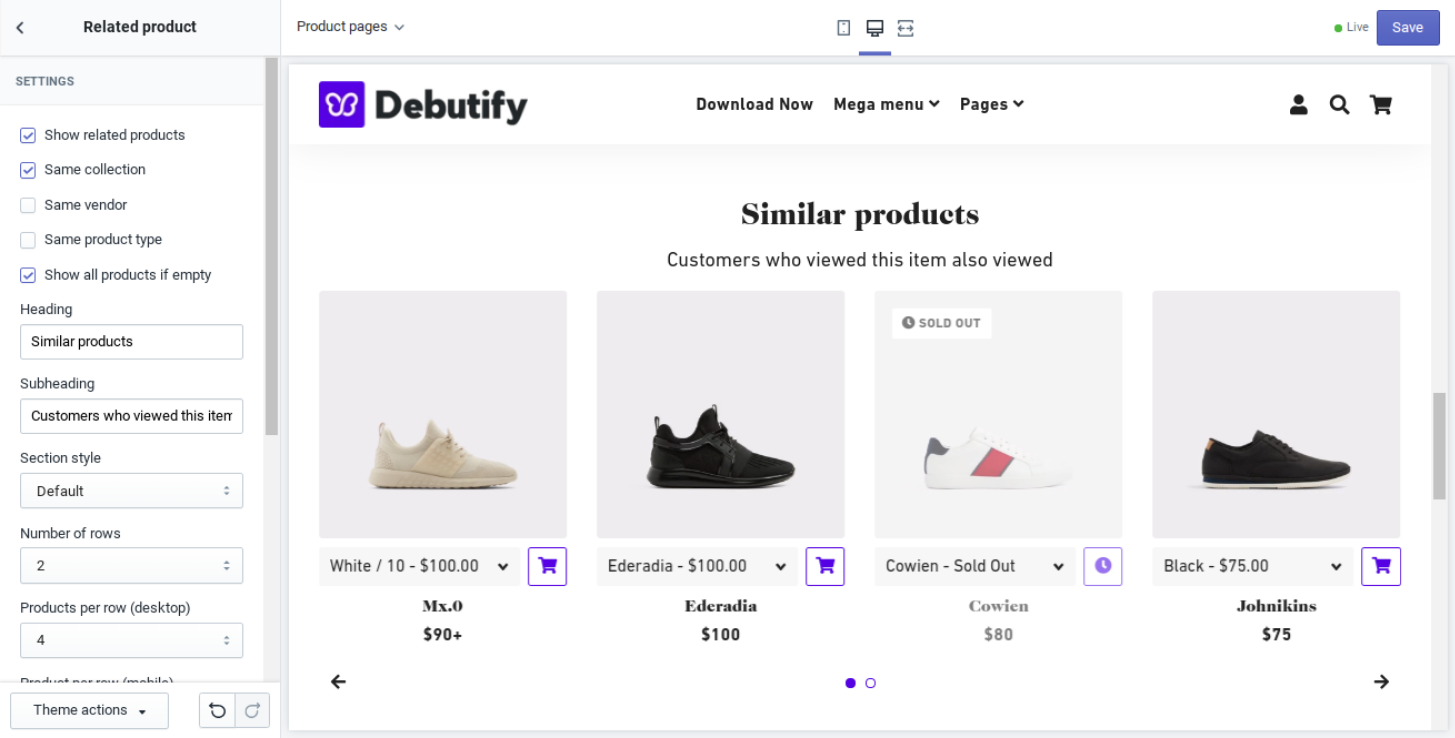 Related product
Product pages
Live
Save
SETTINGS
Show related products
Same collection
Same vendor
Same product type
Show all products if empty
Heading
Similar products
Subheading
Customers who viewed this item
Section style
Default
Number of rows
2
Products per row (desktop)
4
Product per row (mobile)
Theme actions
Debutify
Download Now
Mega menu
Pages
Similar products
Customers who viewed this item also viewed
SOLD OUT
White / 10 - $100.00
Ederadia - $100.00
Cowien - Sold Out
Black - $75.00
Mx.0
Ederadia
Cowien
Johnikins
$90+
$100
$80
$75